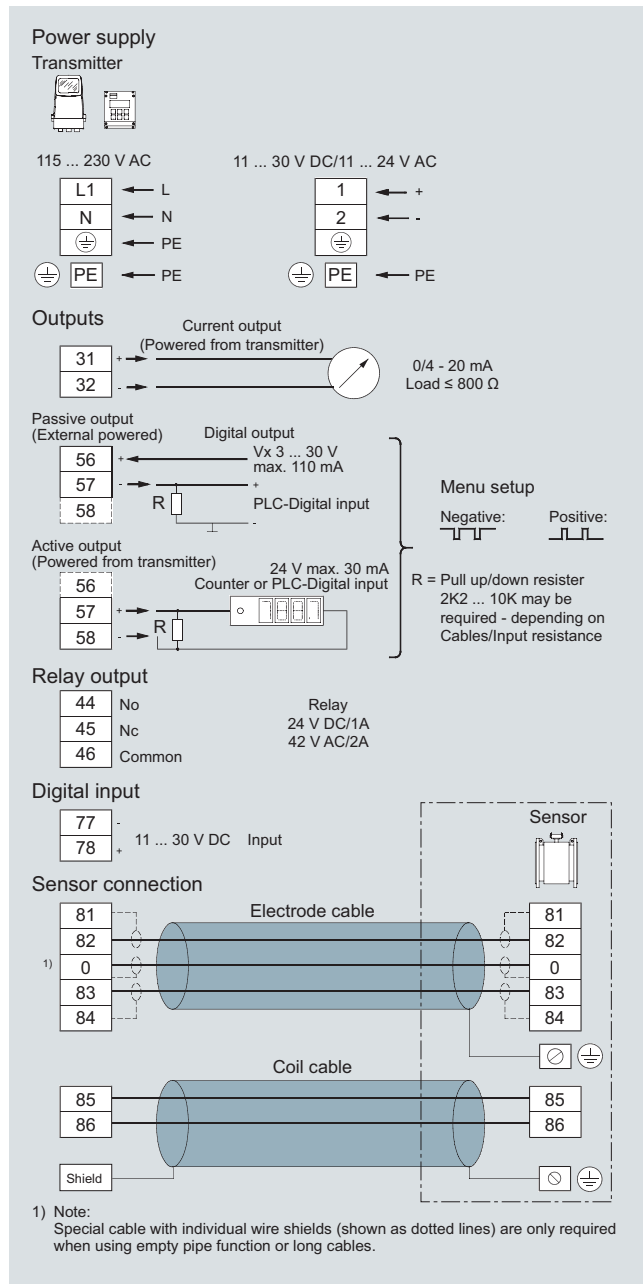 Power supply
Transmitter
115 ... 230 V AC
L1 L
N N
PE
PE PE
11 ... 30 V DC/11 ... 24 V AC
1 +
2 -
PE PE
Outputs
Current output
(Powered from transmitter)
31 +
32 -
0/4 - 20 mA
Load ≤ 800 Ω
Passive output
(External powered)
Digital output
56 + Vx 3 ... 30 V
max. 110 mA
57 - +
58 R PLC-Digital input
-
Active output
(Powered from transmitter)
24 V max. 30 mA
Counter or PLC-Digital input
56
57 +
58 - R
Menu setup
Negative: Positive:
R = Pull up/down resister
2K2 ... 10K may be
required - depending on
Cables/Input resistance
Relay output
44 No
45 Nc
46 Common
Relay
24 V DC/1A
42 V AC/2A
Digital input
77 -
78 + 11 ... 30 V DC Input
Sensor
Sensor connection
Electrode cable
81 81
82 82
1) 0 0
83 83
84 84
Coil cable
85 85
86 86
Shield
1) Note:
Special cable with individual wire shields (shown as dotted lines) are only required
when using empty pipe function or long cables.